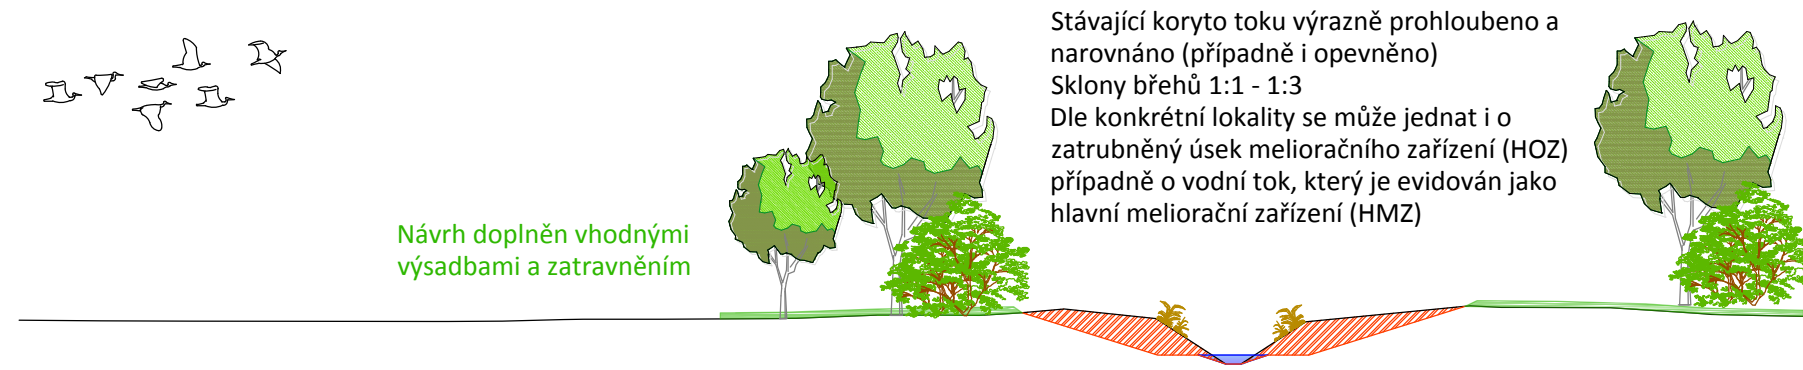 Stávající koryto toku výrazně prohloubeno a
narovnáno (případně i opevněno)
Sklony břehů 1:1 - 1:3
Dle konkrétní lokality se může jednat i o
zatrubněný úsek melioračního zařízení (HOZ)
případně o vodní tok, který je evidován jako
hlavní meliorační zařízení (HMZ)
Návrh doplněn vhodnými
výsadbami a zatravněním